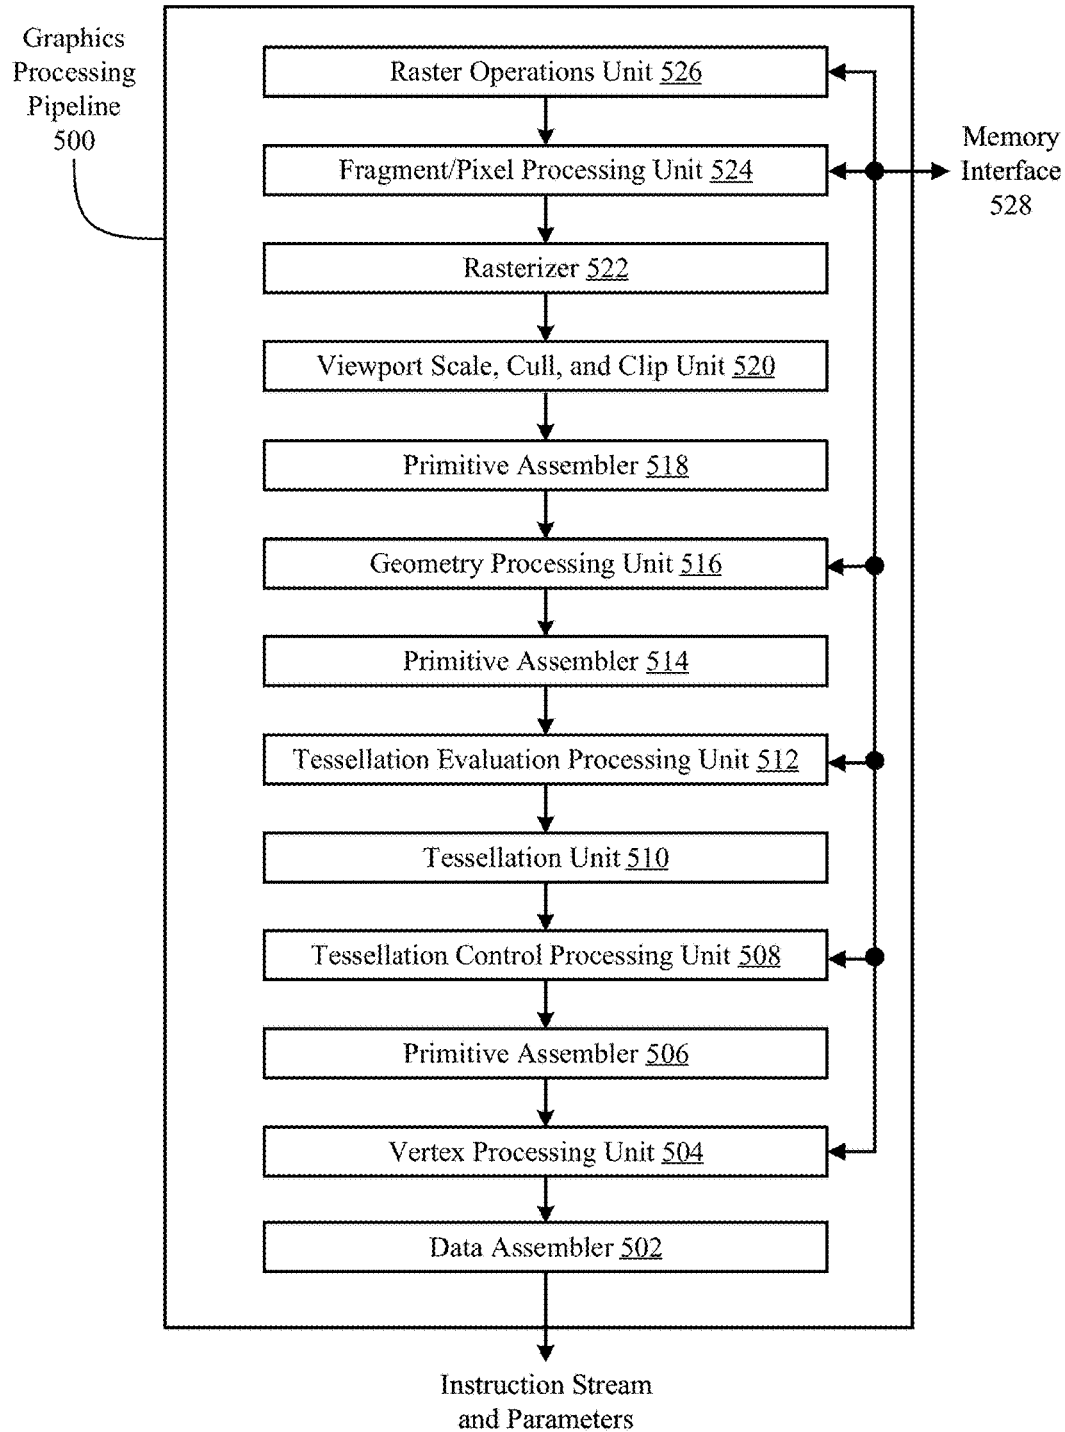 Graphics
Processing
Pipeline
500
Raster Operations Unit 526
Fragment/Pixel Processing Unit 524
Memory
Interface
528
Rasterizer 522
Viewport Scale, Cull, and Clip Unit 520
Primitive Assembler 518
Geometry Processing Unit 516
Primitive Assembler 514
Tessellation Evaluation Processing Unit 512
Tessellation Unit 510
Tessellation Control Processing Unit 508
Primitive Assembler 506
Vertex Processing Unit 504
Data Assembler 502
Instruction Stream
and Parameters